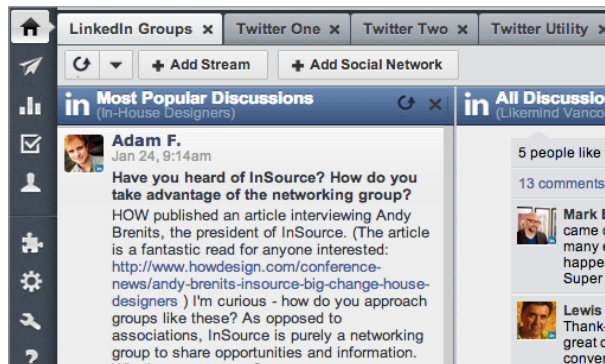 LinkedIn Groups × Twitter One × Twitter Two × Twitter Utility ×
+ Add Stream + Add Social Network
in Most Popular Discussions
(In-House Designers)
Adam F.
Jan 24, 9:14am
Have you heard of InSource? How do you
take advantage of the networking group?
HOW published an article interviewing Andy
Brenits, the president of InSource. (The article
is a fantastic read for anyone interested:
http://www.howdesign.com/conference-
news/andy-brenits-insource-big-change-house-
designers ) I'm curious - how do you approach
groups like these? As opposed to
associations, InSource is purely a networking
group to share opportunities and information.
in All Discussio
(Likemind Vanco
5 people like
13 comments
Mark
came
many
happe
Super
Lewis
Thank
great
conve
?